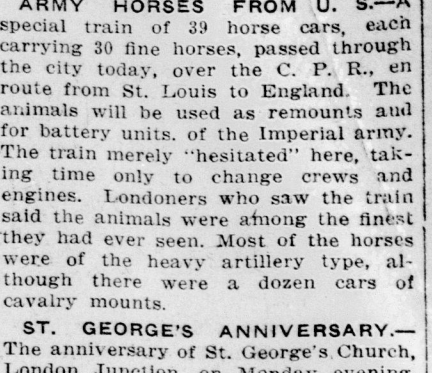 ARMY HORSES FROM U. S.—A
special train of 39 horse cars, each
carrying 30 fine horses, passed through
the city today, over the C. P. R., en
route from St. Louis to England. The
animals will be used as remounts and
for battery units. of the Imperial army.
The train merely "hesitated" here, tak-
ing time only to change crews and
engines. Londoners who saw the train
said the animals were among the finest
they had ever seen. Most of the horses
were of the heavy artillery type, al-
though there were a dozen cars of
cavalry mounts.
ST. GEORGE'S ANNIVERSARY.—
The anniversary of St. George's Church,
London Junction, on Monday evening